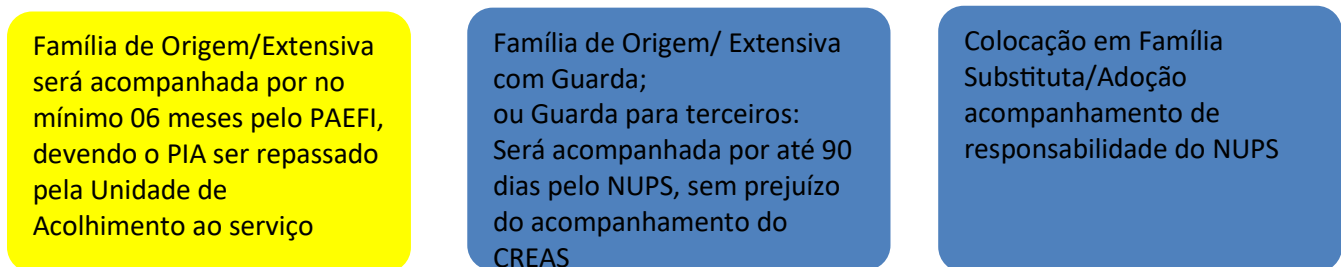 Família de Origem/Extensiva
será acompanhada por no
mínimo 06 meses pelo PAEFI,
devendo o PIA ser repassado
pela Unidade de
Acolhimento ao serviço
Família de Origem/ Extensiva
com Guarda;
ou Guarda para terceiros:
Será acompanhada por até 90
dias pelo NUPS, sem prejuízo
do acompanhamento do
CREAS
Colocação em Família
Substituta/Adoção
acompanhamento de
responsabilidade do NUPS